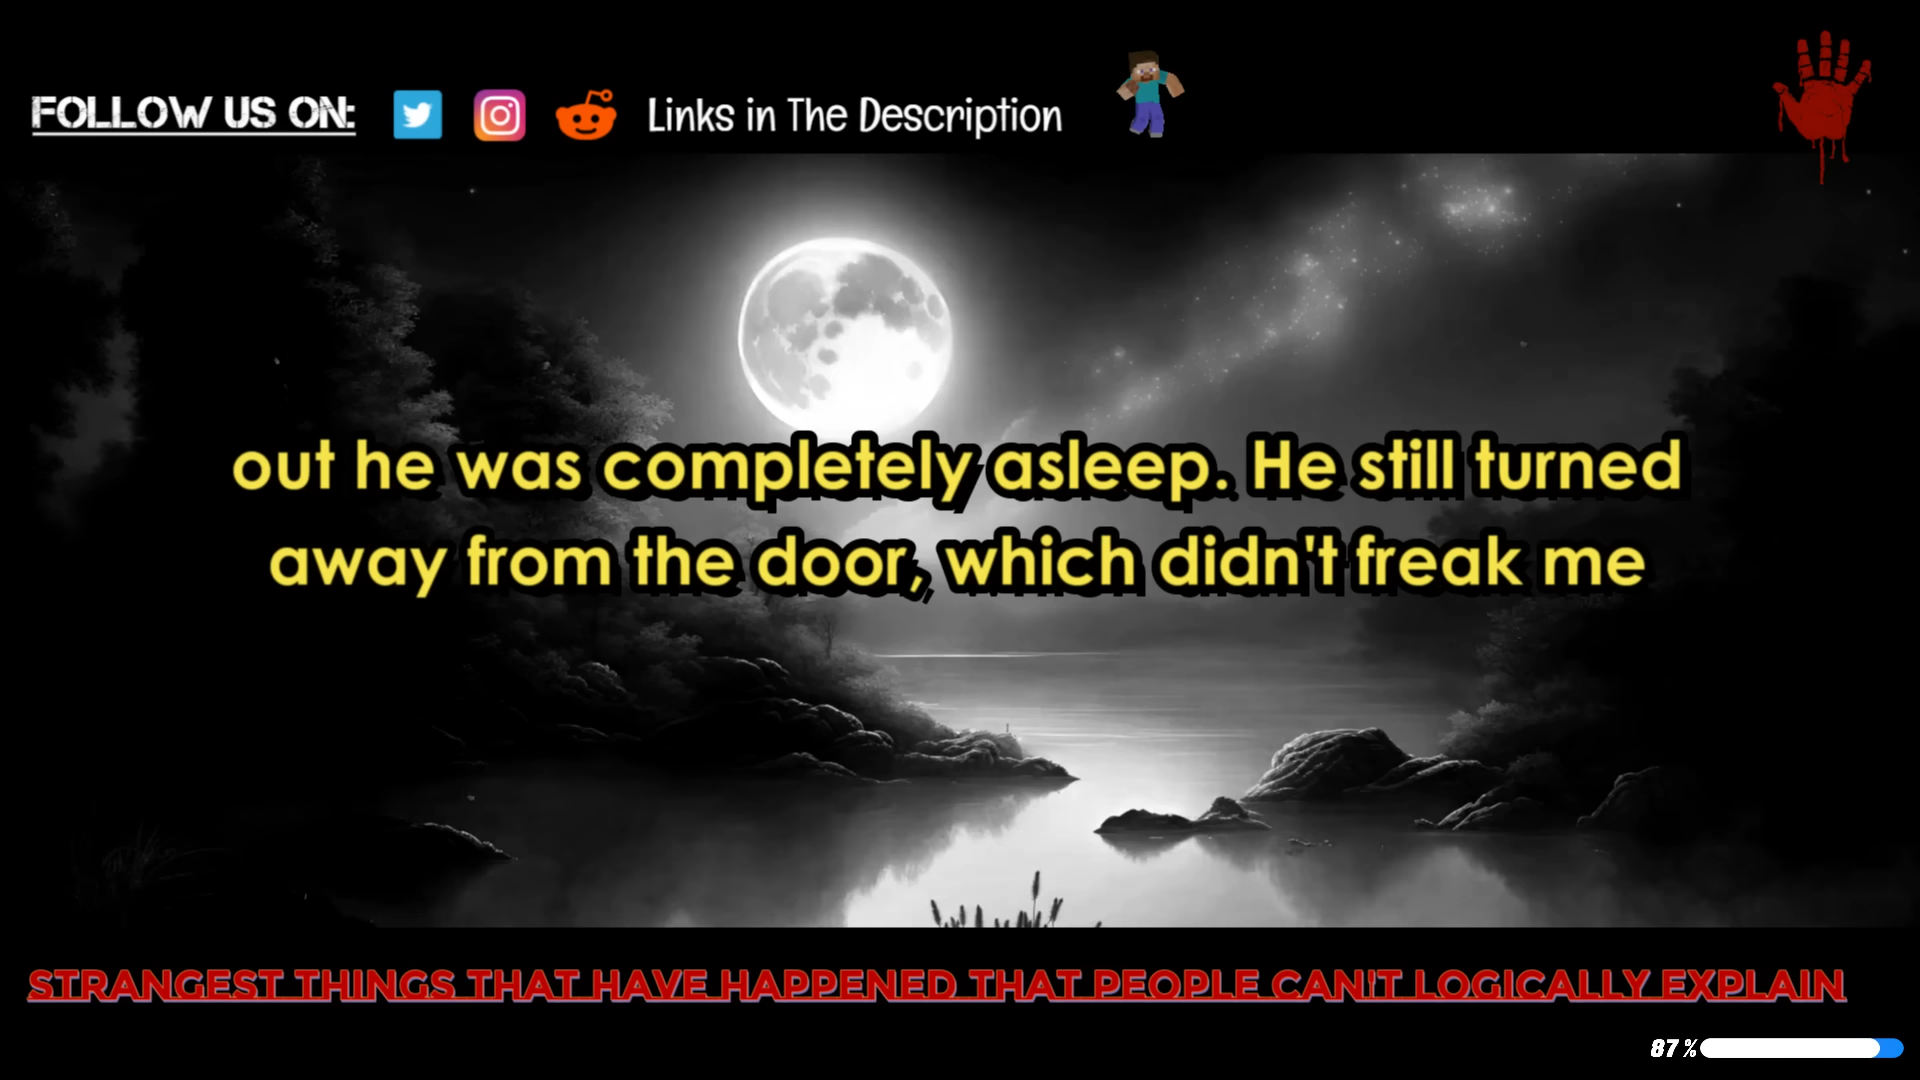 FOLLOW US ON:
Links in The Description
out he was completely asleep. He still turned
away from the door, which didn't freak me
STRANGEST THINGS THAT HAVE HAPPENED THAT PEOPLE CAN'T LOGICALLY EXPLAIN
87 %